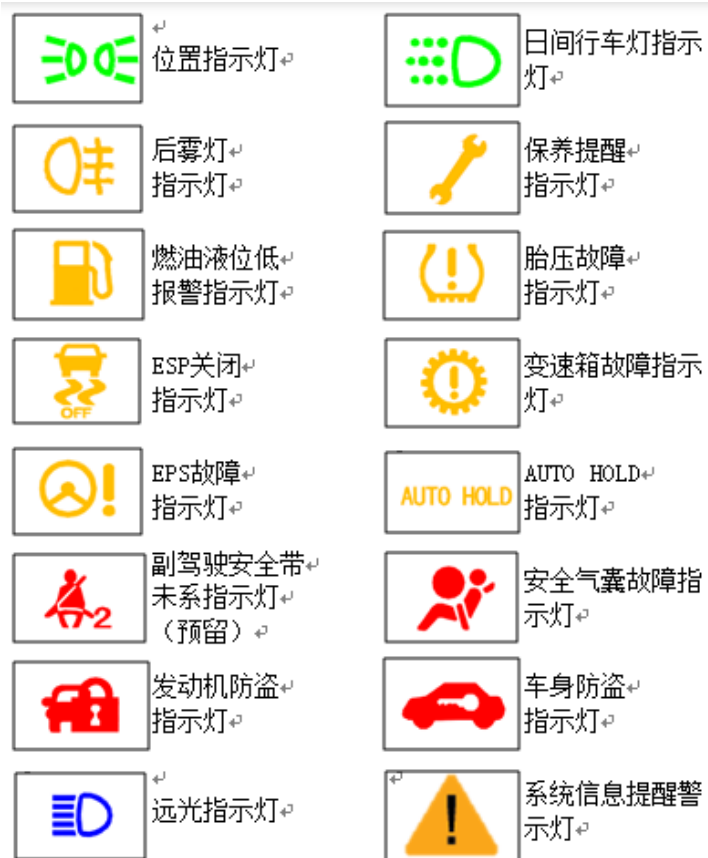 位置指示灯
日间行车灯指示
灯
后雾灯
指示灯
保养提醒
指示灯
燃油液位低
报警指示灯
胎压故障
指示灯
OFF
ESP关闭
指示灯
变速箱故障指示
灯
EPS故障
指示灯
AUTO HOLD
AUTO HOLD
指示灯
2
副驾驶安全带
未系指示灯
（预留）
安全气囊故障指
示灯
发动机防盗
指示灯
车身防盗
指示灯
远光指示灯
系统信息提醒警
示灯